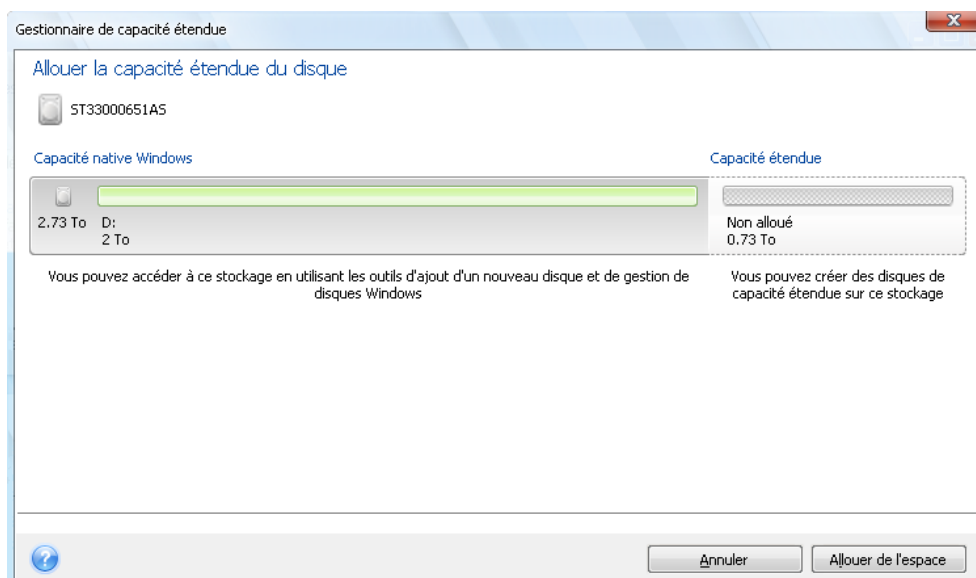 Gestionnaire de capacité étendue
Allouer la capacité étendue du disque
ST33000651AS
Capacité native Windows
Capacité étendue
2.73 To
D:
2 To
Non alloué
0.73 To
Vous pouvez accéder à ce stockage en utilisant les outils d'ajout d'un nouveau disque et de gestion de
disques Windows
Vous pouvez créer des disques de
capacité étendue sur ce stockage
Annuler
Allouer de l'espace